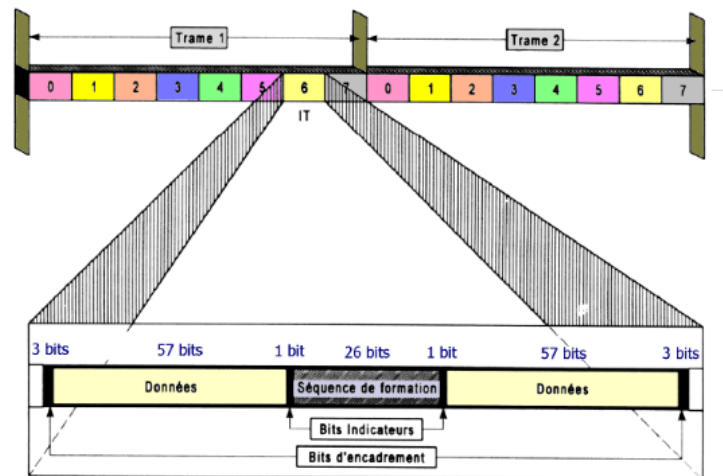 Trame 1 Trame 2
0 1 2 3 4 5 6 7 0 1 2 3 4 5 6 7
IT
3 bits 57 bits 1 bit 26 bits 1 bit 57 bits 3 bits
Données Séquence de formation Données
Bits Indicateurs
Bits d'encadrement